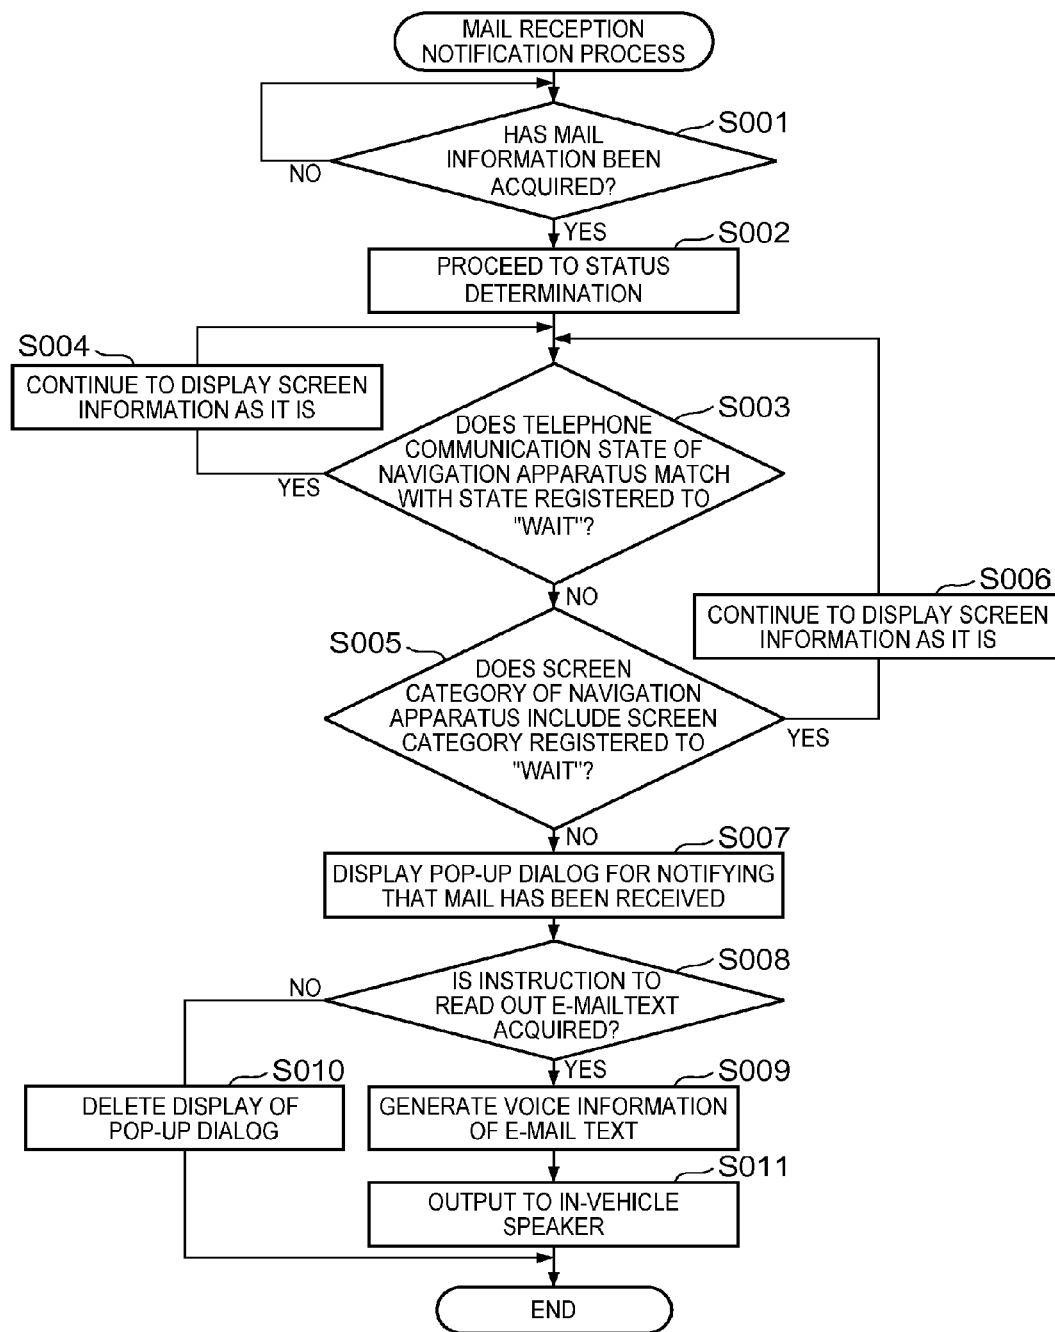 MAIL RECEPTION
NOTIFICATION PROCESS
S001
HAS MAIL
INFORMATION BEEN
ACQUIRED?
NO
YES
S002
PROCEED TO STATUS
DETERMINATION
S004
CONTINUE TO DISPLAY SCREEN
INFORMATION AS IT IS
S003
DOES TELEPHONE
COMMUNICATION STATE OF
NAVIGATION APPARATUS MATCH
WITH STATE REGISTERED TO
"WAIT"?
YES
NO
S006
CONTINUE TO DISPLAY SCREEN
INFORMATION AS IT IS
S005
DOES SCREEN
CATEGORY OF NAVIGATION
APPARATUS INCLUDE SCREEN
CATEGORY REGISTERED TO
"WAIT"?
YES
NO
S007
DISPLAY POP-UP DIALOG FOR NOTIFYING
THAT MAIL HAS BEEN RECEIVED
S008
IS INSTRUCTION TO
READ OUT E-MAILTEXT
ACQUIRED?
NO
YES
S010
DELETE DISPLAY OF
POP-UP DIALOG
S009
GENERATE VOICE INFORMATION
OF E-MAIL TEXT
S011
OUTPUT TO IN-VEHICLE
SPEAKER
END